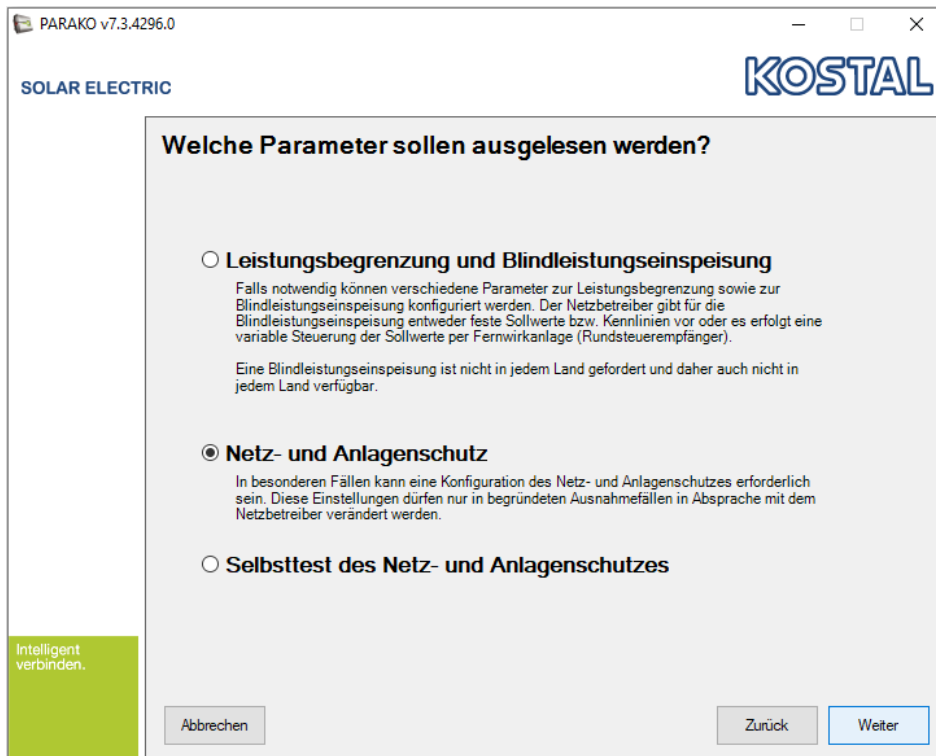 PARAKO v7.3.4296.0
SOLAR ELECTRIC
KOSTAL
Welche Parameter sollen ausgelesen werden?
Leistungsbegrenzung und Blindleistungseinspeisung
Falls notwendig können verschiedene Parameter zur Leistungsbegrenzung sowie zur
Blindleistungseinspeisung konfiguriert werden. Der Netzbetreiber gibt für die
Blindleistungseinspeisung entweder feste Sollwerte bzw. Kennlinien vor oder es erfolgt eine
variable Steuerung der Sollwerte per Fernwirkanlage (Rundsteuerempfänger).
Eine Blindleistungseinspeisung ist nicht in jedem Land gefordert und daher auch nicht in
jedem Land verfügbar.
Netz- und Anlagenschutz
In besonderen Fällen kann eine Konfiguration des Netz- und Anlagenschutzes erforderlich
sein. Diese Einstellungen dürfen nur in begründeten Ausnahmefällen in Absprache mit dem
Netzbetreiber verändert werden.
Selbsttest des Netz- und Anlagenschutzes
Intelligent
verbinden.
Abbrechen
Zurück
Weiter